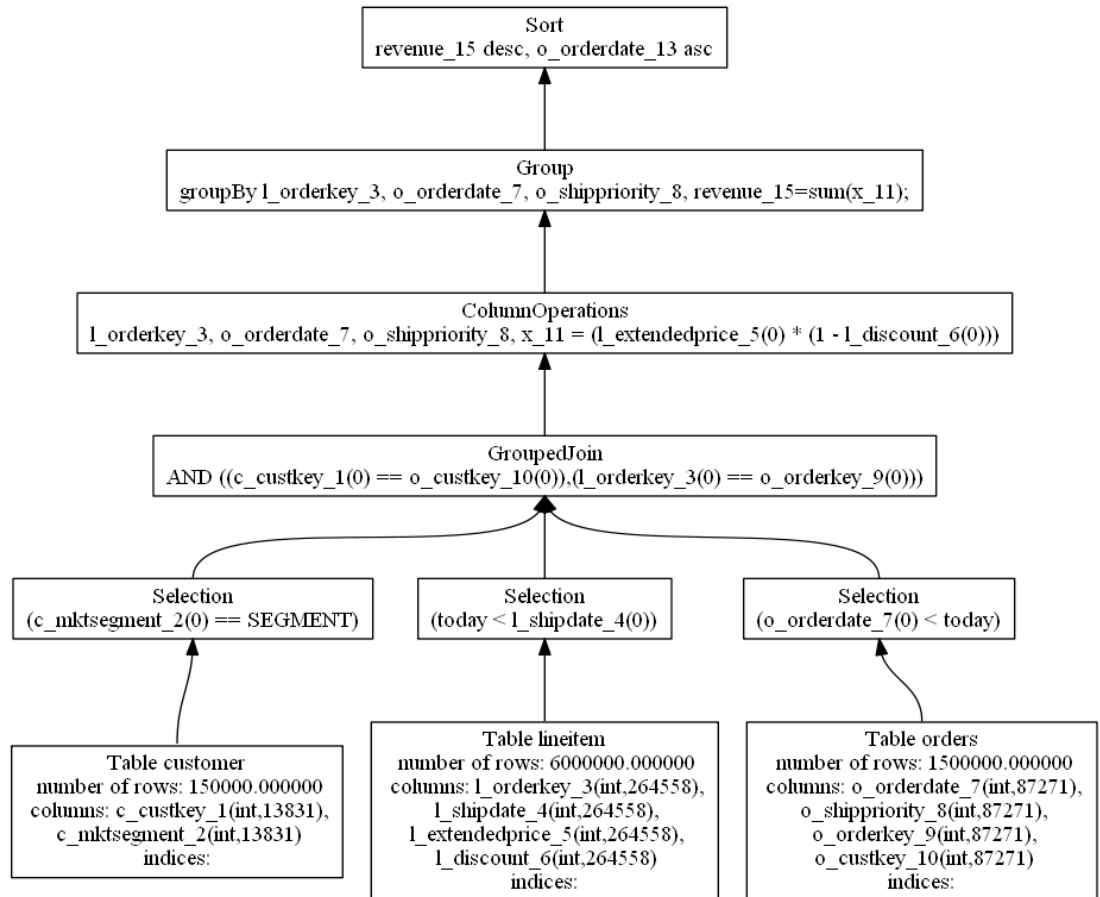 Sort
revenue_15 desc, o_orderdate_13 asc
Group
groupBy l_orderkey_3, o_orderdate_7, o_shippriority_8, revenue_15=sum(x_11);
ColumnOperations
l_orderkey_3, o_orderdate_7, o_shippriority_8, x_11 = (l_extendedprice_5(0) * (1 - l_discount_6(0)))
GroupedJoin
AND ((c_custkey_1(0) == o_custkey_10(0)),(l_orderkey_3(0) == o_orderkey_9(0)))
Selection
(c_mktsegment_2(0) == SEGMENT)
Selection
(today < l_shipdate_4(0))
Selection
(o_orderdate_7(0) < today)
Table customer
number of rows: 150000.000000
columns: c_custkey_1(int,13831),
c_mktsegment_2(int,13831)
indices:
Table lineitem
number of rows: 6000000.000000
columns: l_orderkey_3(int,264558),
l_shipdate_4(int,264558),
l_extendedprice_5(int,264558),
l_discount_6(int,264558)
indices:
Table orders
number of rows: 1500000.000000
columns: o_orderdate_7(int,87271),
o_shippriority_8(int,87271),
o_orderkey_9(int,87271),
o_custkey_10(int,87271)
indices: